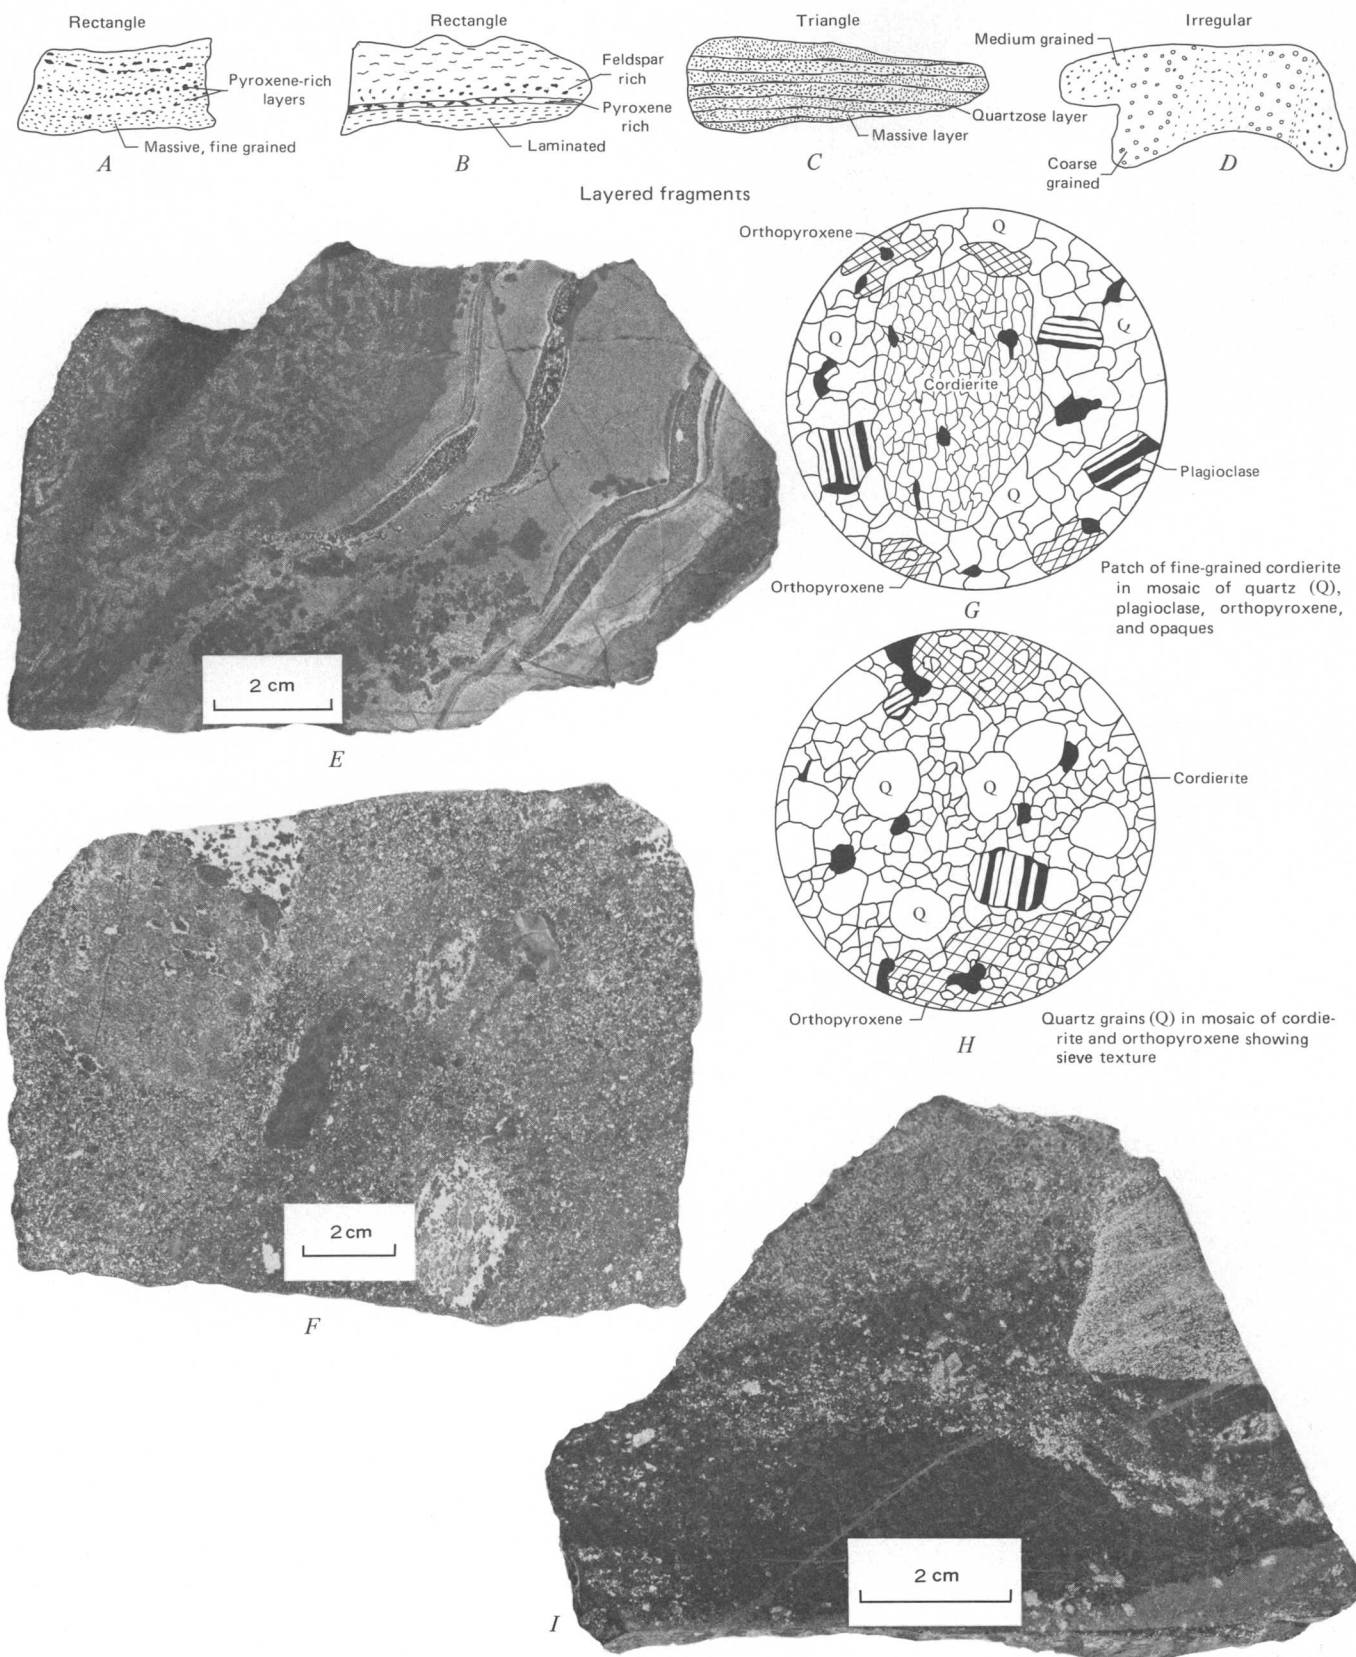 Rectangle
Rectangle
Triangle
Irregular
Pyroxene-rich
layers
Massive, fine grained
A
Feldspar
rich
Pyroxene
rich
Laminated
B
Quartzose layer
Massive layer
C
Medium grained
Coarse
grained
D
Layered fragments
2 cm
E
Orthopyroxene
Q
Q
Q
Cordierite
Plagioclase
Q
Orthopyroxene
G
Patch of fine-grained cordierite
in mosaic of quartz (Q),
plagioclase, orthopyroxene,
and opaques
2 cm
F
Cordierite
Q
Q
Q
Orthopyroxene
H
Quartz grains (Q) in mosaic of cordie-
rite and orthopyroxene showing
sieve texture
2 cm
I